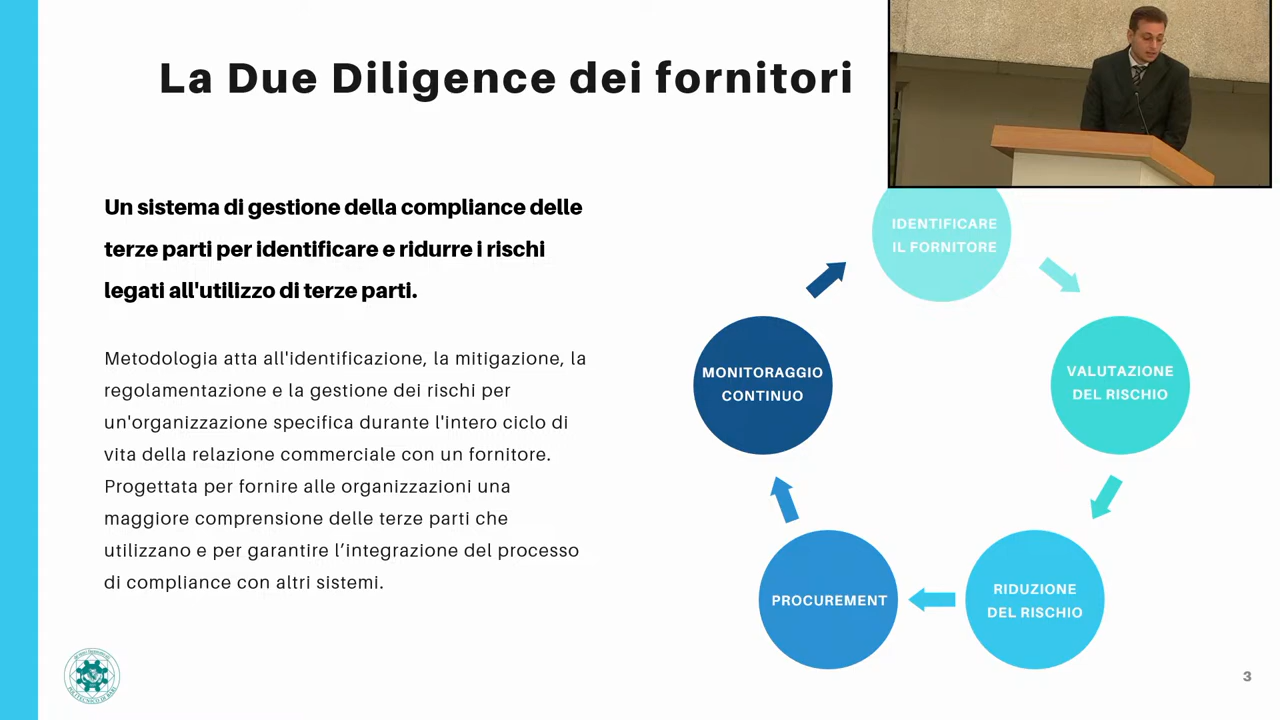 La Due Diligence dei fornitori
Un sistema di gestione della compliance delle
terze parti per identificare e ridurre i rischi
legati all'utilizzo di terze parti.
Metodologia atta all'identificazione, la mitigazione, la
regolamentazione e la gestione dei rischi per
un'organizzazione specifica durante l'intero ciclo di
vita della relazione commerciale con un fornitore.
Progettata per fornire alle organizzazioni una
maggiore comprensione delle terze parti che
utilizzano e per garantire l’integrazione del processo
di compliance con altri sistemi.
IDENTIFICARE
IL FORNITORE
VALUTAZIONE
DEL RISCHIO
RIDUZIONE
DEL RISCHIO
PROCUREMENT
MONITORAGGIO
CONTINUO
POLITECNICO DI BARI
3